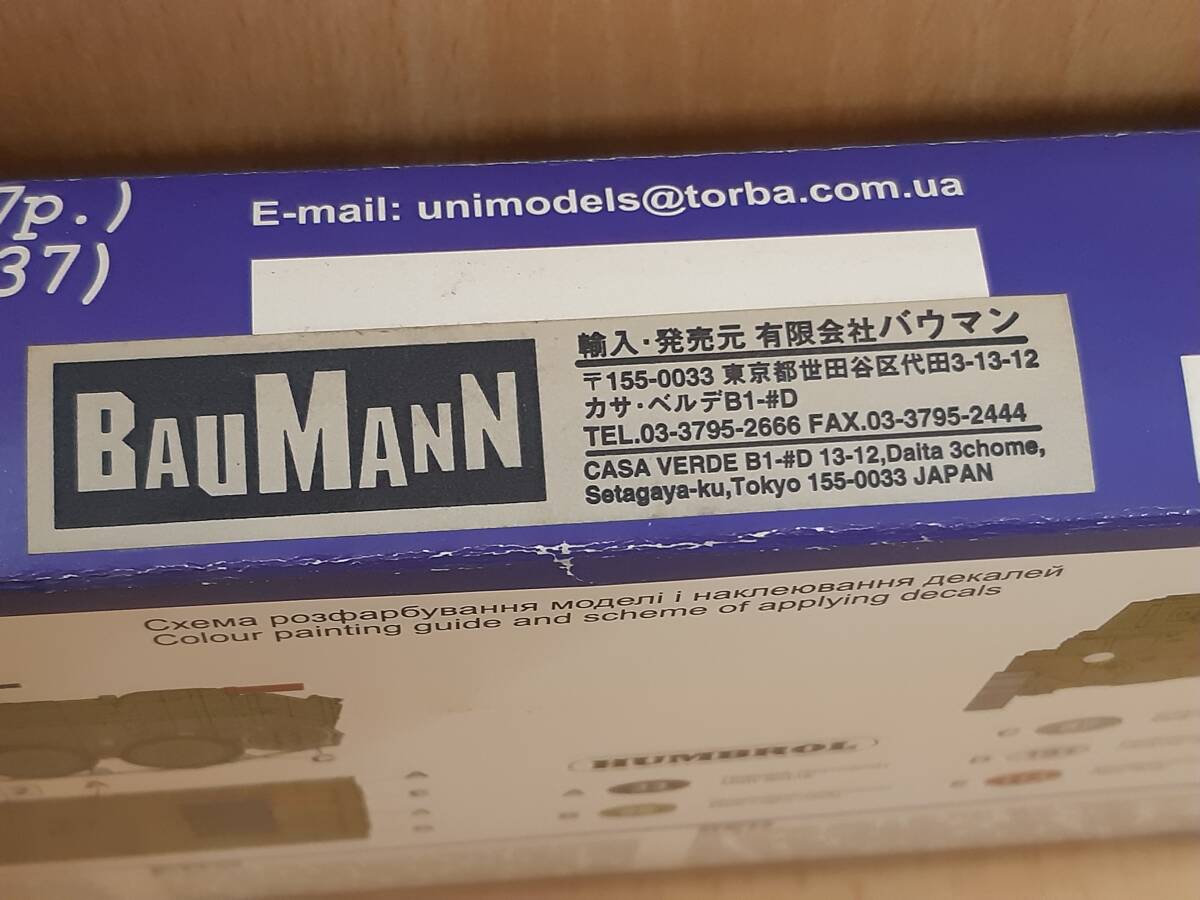 7р.)
37)
E-mail: unimodels@torba.com.ua
BAUMANN
輸入・発売元 有限会社バウマン
〒155-0033 東京都世田谷区代田3-13-12
カサ・ベルデB1-#D
TEL.03-3795-2666 FAX.03-3795-2444
CASA VERDE B1-#D 13-12,Daita 3chome,
Setagaya-ku,Tokyo 155-0033 JAPAN
Схема розфарбування моделі і наклеювання декалей
Colour painting guide and scheme of applying decals
HUMBROL